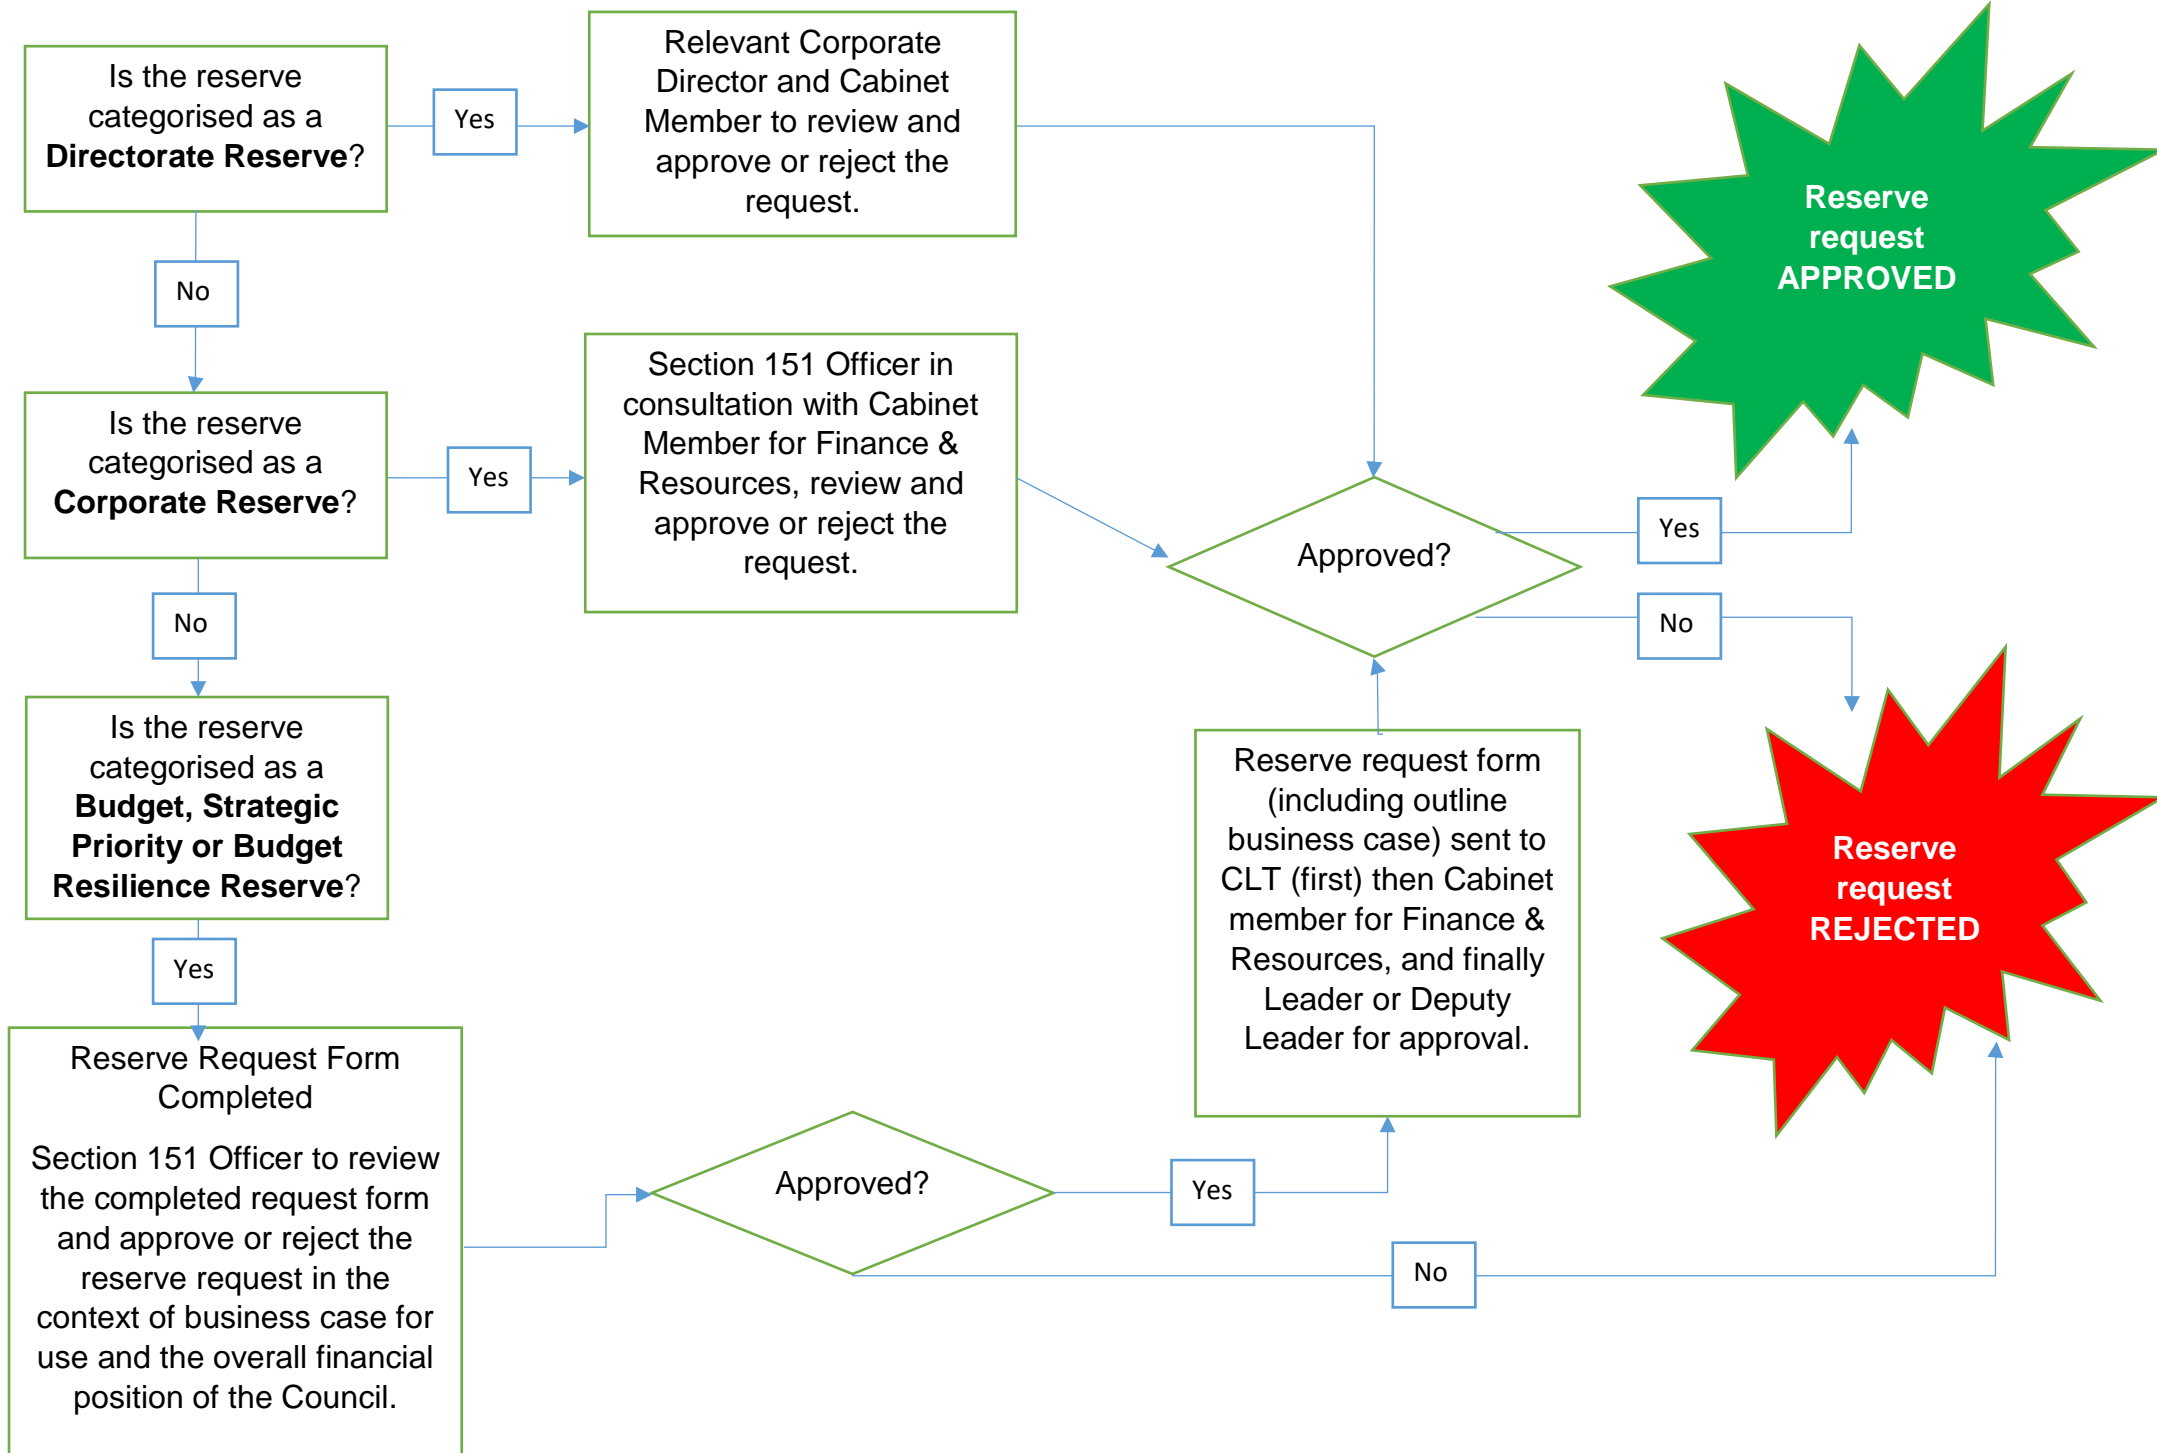 Is the reserve
categorised as a
Directorate Reserve?
Yes
Relevant Corporate
Director and Cabinet
Member to review and
approve or reject the
request.
Reserve
request
APPROVED
No
Is the reserve
categorised as a
Corporate Reserve?
Yes
Section 151 Officer in
consultation with Cabinet
Member for Finance &
Resources, review and
approve or reject the
request.
Approved?
Yes
No
No
Is the reserve
categorised as a
Budget, Strategic
Priority or Budget
Resilience Reserve?
Reserve request form
(including outline
business case) sent to
CLT (first) then Cabinet
member for Finance &
Resources, and finally
Leader or Deputy
Leader for approval.
Reserve
request
REJECTED
Yes
Reserve Request Form
Completed
Section 151 Officer to review
the completed request form
and approve or reject the
reserve request in the
context of business case for
use and the overall financial
position of the Council.
Approved?
Yes
No